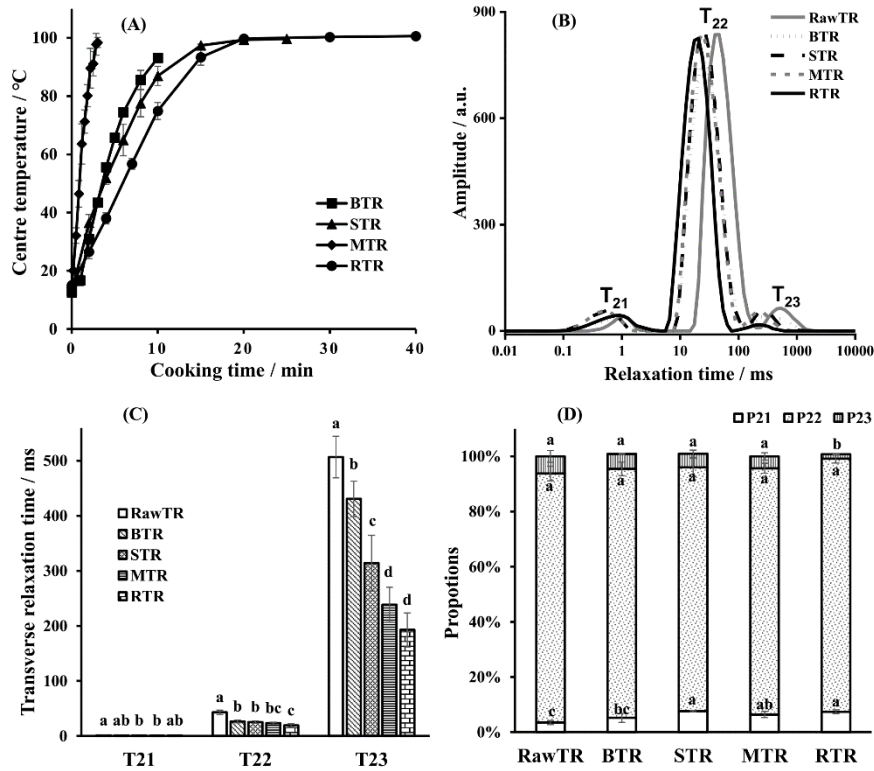 (A)
Centre temperature / °C
120
100
80
60
40
20
0
0 10 20 30 40
Cooking time / min
BTR
STR
MTR
RTR
(B)
Amplitude / a.u.
900
600
300
0
0.01 0.1 1 10 100 1000 10000
Relaxation time / ms
T21
T22
T23
RawTR
BTR
STR
MTR
RTR
(C)
Transverse relaxation time / ms
500
400
300
200
100
0
RawTR
BTR
STR
MTR
RTR
a ab b b ab
a b b bc c
a b c d d
T21 T22 T23
(D)
P21 P22 P23
Propotions
100%
80%
60%
40%
20%
0%
a a a a b
a a a a a
c bc a ab a
RawTR BTR STR MTR RTR